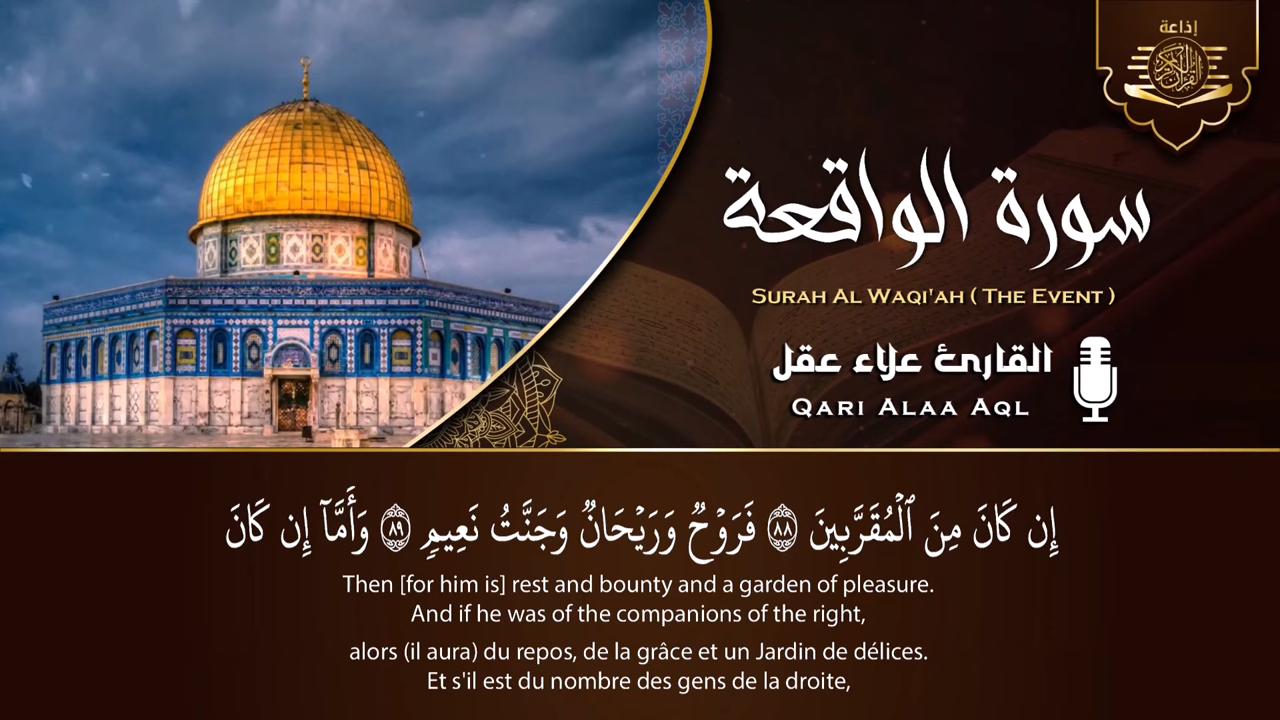 إذاعة
القرآن الكريم
سورة الواقعة
SURAH AL WAQI'AH ( THE EVENT )
القارئ علاء عقل
QARI ALAA AQL
إِن كَانَ مِنَ ٱلْمُقَرَّبِينَ ٨٨ فَرَوْحٌ وَرَيْحَانٌ وَجَنَّتُ نَعِيمٍ ٨٩ وَأَمَّآ إِن كَانَ
Then [for him is] rest and bounty and a garden of pleasure.
And if he was of the companions of the right,
alors (il aura) du repos, de la grâce et un Jardin de délices.
Et s'il est du nombre des gens de la droite,